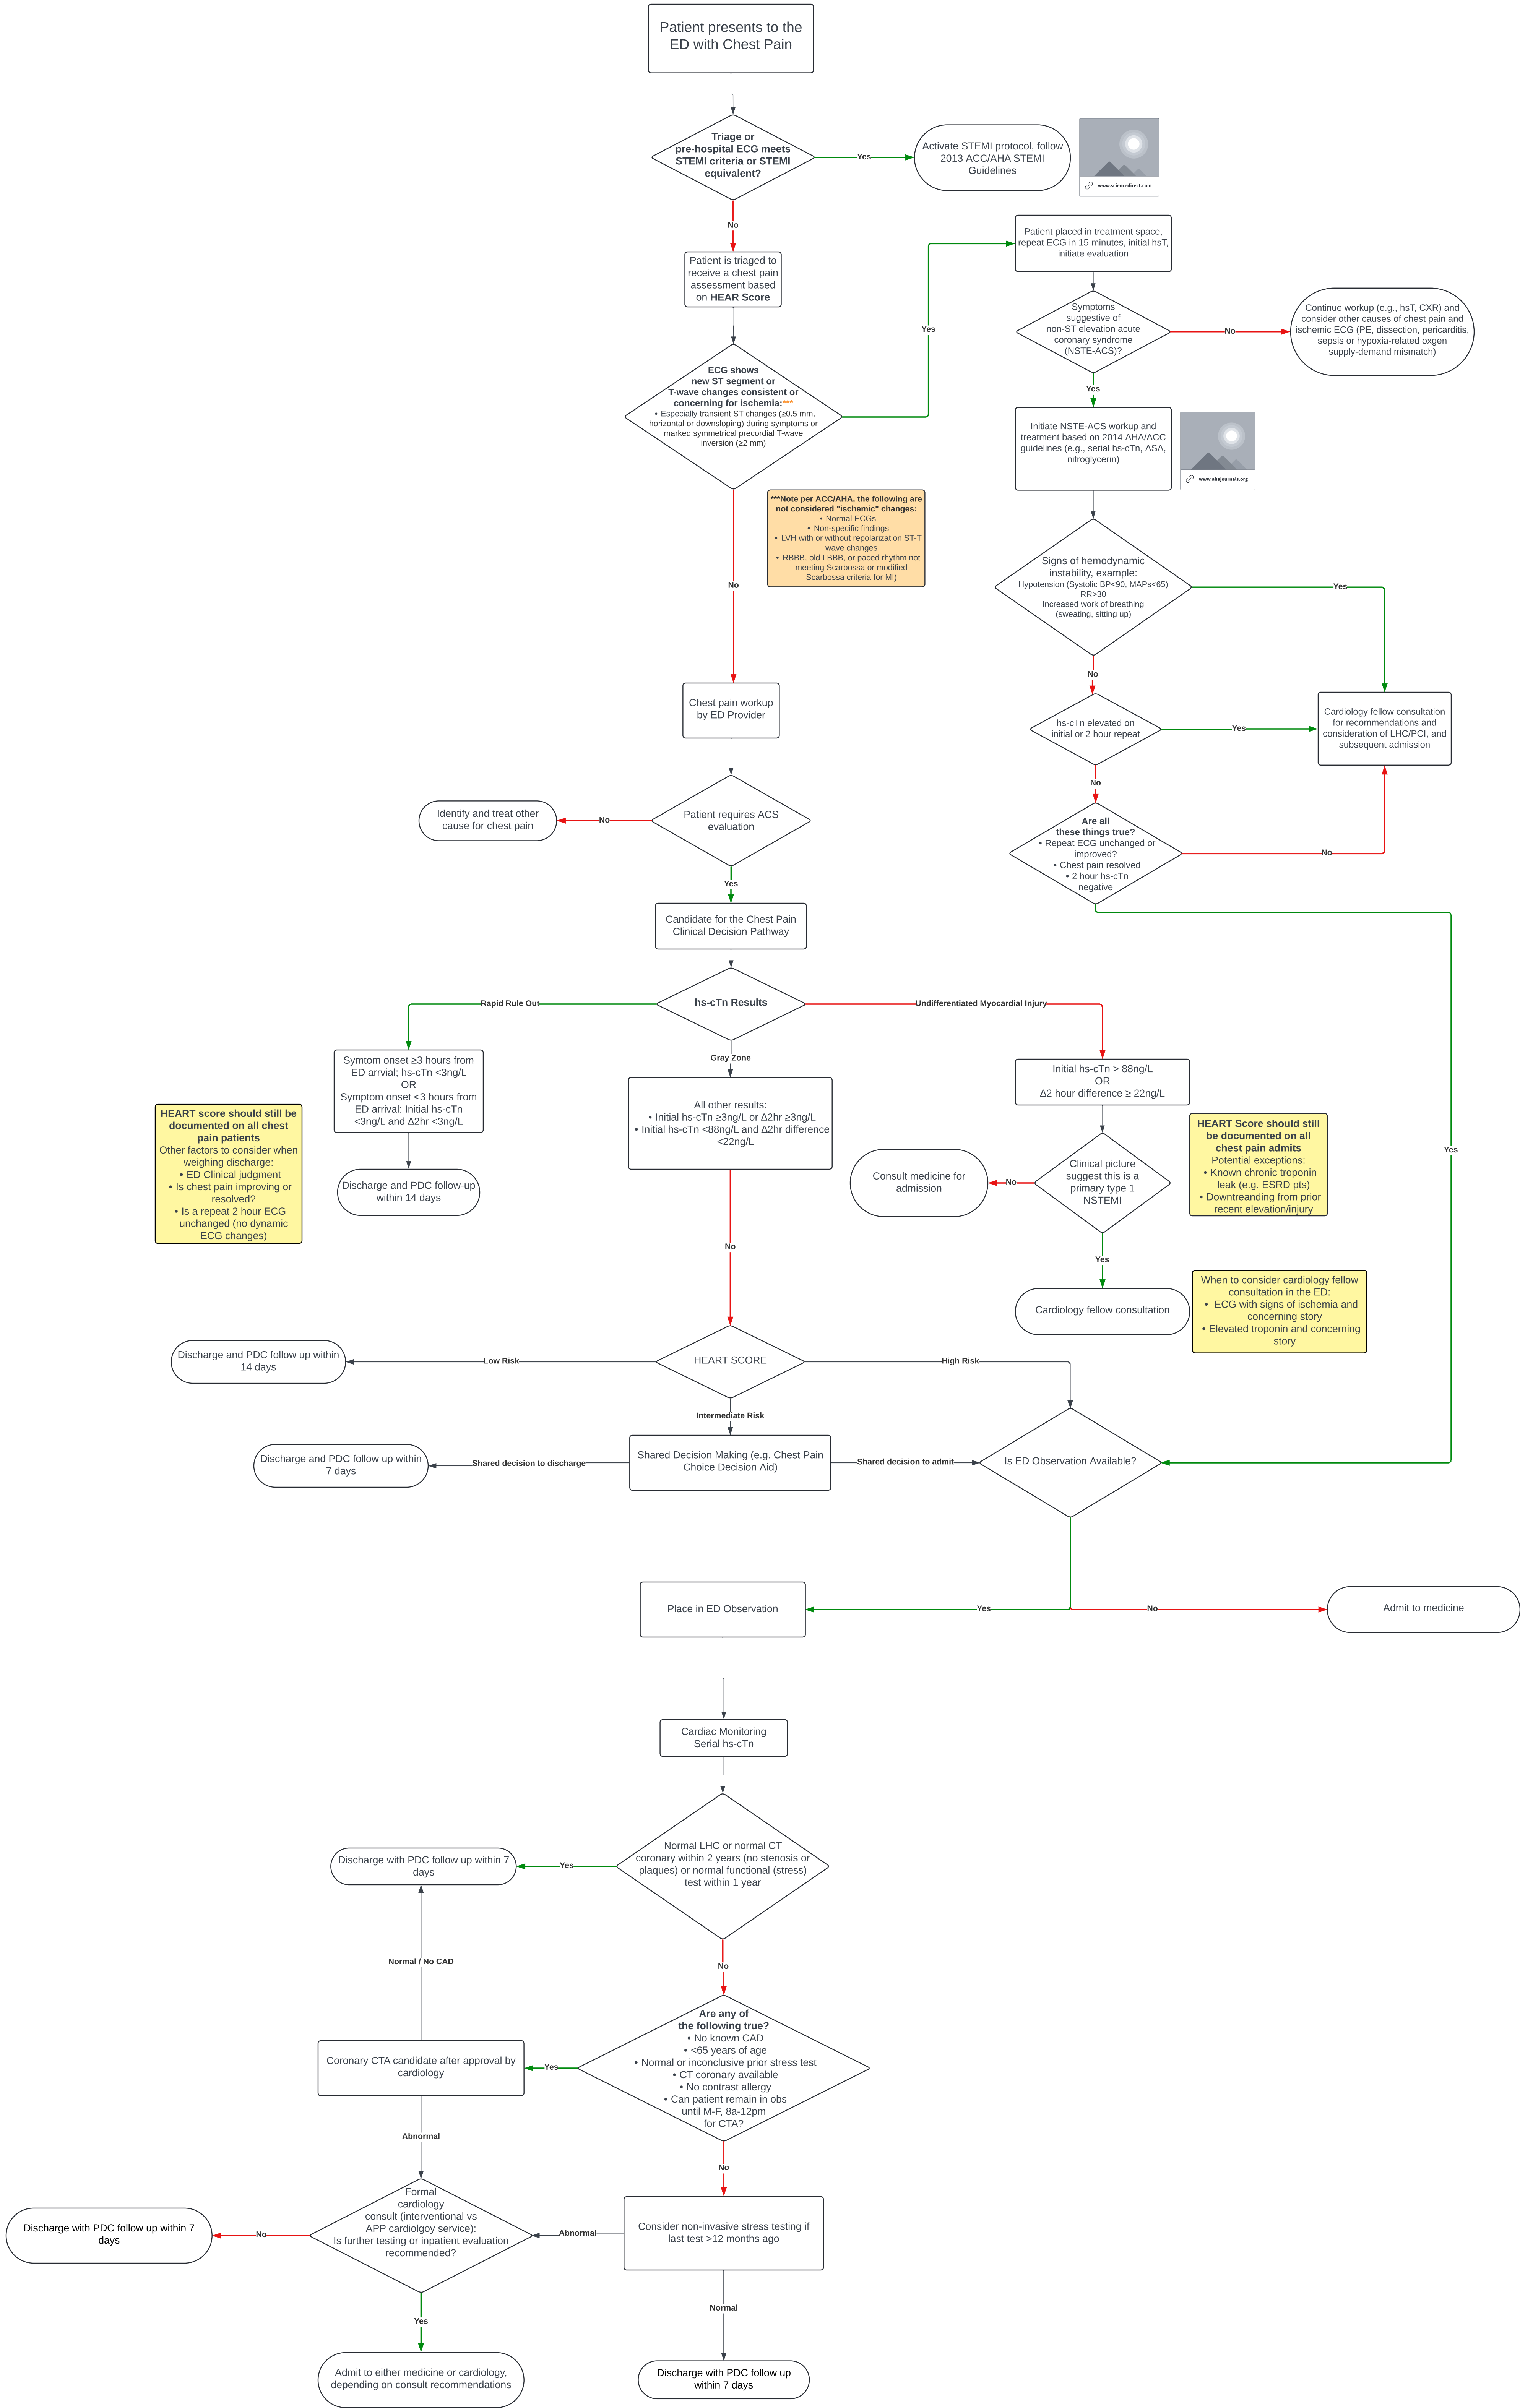 Patient presents to the
ED with Chest Pain
Triage or
pre-hospital ECG meets
STEMI criteria or STEMI
equivalent?
Yes
Activate STEMI protocol, follow
2013 ACC/AHA STEMI
Guidelines
www.sciencedirect.com
No
Patient is triaged to
receive a chest pain
assessment based
on HEAR Score
Patient placed in treatment space,
repeat ECG in 15 minutes, initial hsT,
initiate evaluation
Yes
Symptoms
suggestive of
non-ST elevation acute
coronary syndrome
(NSTE-ACS)?
No
Continue workup (e.g., hsT, CXR) and
consider other causes of chest pain and
ischemic ECG (PE, dissection, pericarditis,
sepsis or hypoxia-related oxgen
supply-demand mismatch)
ECG shows
new ST segment or
T-wave changes consistent or
concerning for ischemia:***
• Especially transient ST changes (≥0.5 mm,
horizontal or downsloping) during symptoms or
marked symmetrical precordial T-wave
inversion (≥2 mm)
Yes
Initiate NSTE-ACS workup and
treatment based on 2014 AHA/ACC
guidelines (e.g., serial hs-cTn, ASA,
nitroglycerin)
www.ahajournals.org
***Note per ACC/AHA, the following are
not considered "ischemic" changes:
• Normal ECGs
• Non-specific findings
• LVH with or without repolarization ST-T
wave changes
• RBBB, old LBBB, or paced rhythm not
meeting Scarbossa or modified
Scarbossa criteria for MI)
No
Signs of hemodynamic
instability, example:
Hypotension (Systolic BP<90, MAPs<65)
RR>30
Increased work of breathing
(sweating, sitting up)
Yes
No
Chest pain workup
by ED Provider
hs-cTn elevated on
initial or 2 hour repeat
Yes
Cardiology fellow consultation
for recommendations and
consideration of LHC/PCI, and
subsequent admission
No
Identify and treat other
cause for chest pain
No
Patient requires ACS
evaluation
Are all
these things true?
• Repeat ECG unchanged or
improved?
• Chest pain resolved
• 2 hour hs-cTn
negative
No
Yes
Candidate for the Chest Pain
Clinical Decision Pathway
Rapid Rule Out
hs-cTn Results
Undifferentiated Myocardial Injury
Gray Zone
Symtom onset ≥3 hours from
ED arrvial; hs-cTn <3ng/L
OR
Symptom onset <3 hours from
ED arrival: Initial hs-cTn
<3ng/L and Δ2hr <3ng/L
All other results:
• Initial hs-cTn ≥3ng/L or Δ2hr ≥3ng/L
• Initial hs-cTn <88ng/L and Δ2hr difference
<22ng/L
Initial hs-cTn > 88ng/L
OR
Δ2 hour difference ≥ 22ng/L
HEART score should still be
documented on all chest
pain patients
Other factors to consider when
weighing discharge:
• ED Clinical judgment
• Is chest pain improving or
resolved?
• Is a repeat 2 hour ECG
unchanged (no dynamic
ECG changes)
HEART Score should still
be documented on all
chest pain admits
Potential exceptions:
• Known chronic troponin
leak (e.g. ESRD pts)
• Downtreanding from prior
recent elevation/injury
Yes
Discharge and PDC follow-up
within 14 days
Consult medicine for
admission
No
Clinical picture
suggest this is a
primary type 1
NSTEMI
No
Yes
Cardiology fellow consultation
When to consider cardiology fellow
consultation in the ED:
• ECG with signs of ischemia and
concerning story
• Elevated troponin and concerning
story
Discharge and PDC follow up within
14 days
Low Risk
HEART SCORE
High Risk
Intermediate Risk
Discharge and PDC follow up within
7 days
Shared decision to discharge
Shared Decision Making (e.g. Chest Pain
Choice Decision Aid)
Shared decision to admit
Is ED Observation Available?
Place in ED Observation
Yes
No
Admit to medicine
Cardiac Monitoring
Serial hs-cTn
Discharge with PDC follow up within 7
days
Yes
Normal LHC or normal CT
coronary within 2 years (no stenosis or
plaques) or normal functional (stress)
test within 1 year
Normal / No CAD
No
Coronary CTA candidate after approval by
cardiology
Yes
Are any of
the following true?
• No known CAD
• <65 years of age
• Normal or inconclusive prior stress test
• CT coronary available
• No contrast allergy
• Can patient remain in obs
until M-F, 8a-12pm
for CTA?
Abnormal
No
Discharge with PDC follow up within 7
days
No
Formal
cardiology
consult (interventional vs
APP cardiolgoy service):
Is further testing or inpatient evaluation
recommended?
Abnormal
Consider non-invasive stress testing if
last test >12 months ago
Yes
Normal
Admit to either medicine or cardiology,
depending on consult recommendations
Discharge with PDC follow up
within 7 days